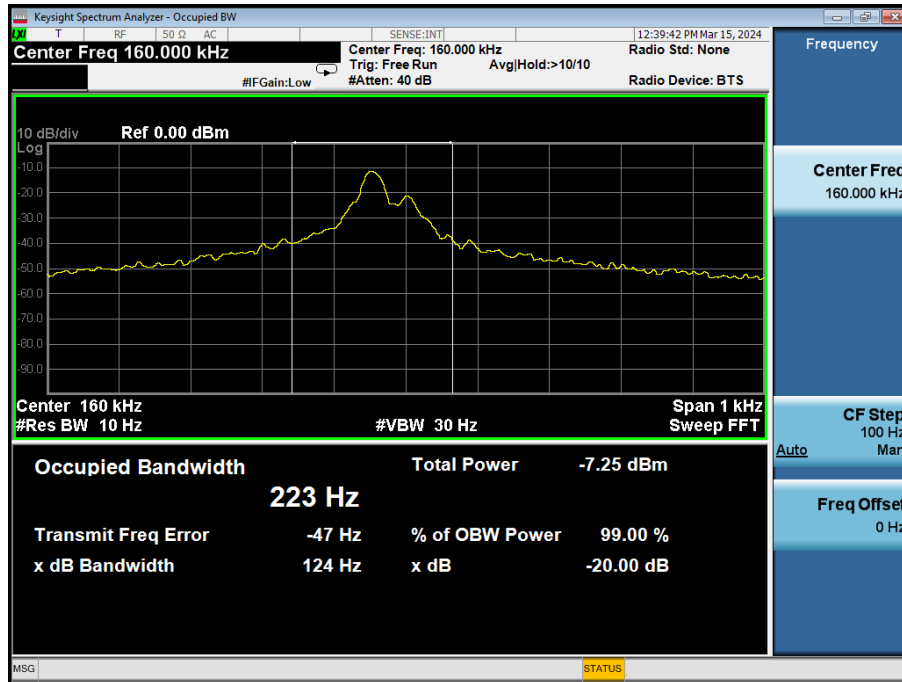 Keysight Spectrum Analyzer - Occupied BW
LXI T RF 50 Ω AC SENSE:INT 12:39:42 PM Mar 15, 2024
Center Freq 160.000 kHz
Center Freq: 160.000 kHz Radio Std: None
Trig: Free Run Avg|Hold:>10/10
#IFGain:Low #Atten: 40 dB Radio Device: BTS
10 dB/div Ref 0.00 dBm
Log
-10.0
-20.0
-30.0
-40.0
-50.0
-60.0
-70.0
-80.0
-90.0
Center 160 kHz Span 1 kHz
#Res BW 10 Hz #VBW 30 Hz Sweep FFT
Occupied Bandwidth Total Power -7.25 dBm
223 Hz
Transmit Freq Error -47 Hz % of OBW Power 99.00 %
x dB Bandwidth 124 Hz x dB -20.00 dB
MSG STATUS
Frequency
Center Freq
160.000 kHz
CF Step
100 Hz
Auto Man
Freq Offset
0 Hz